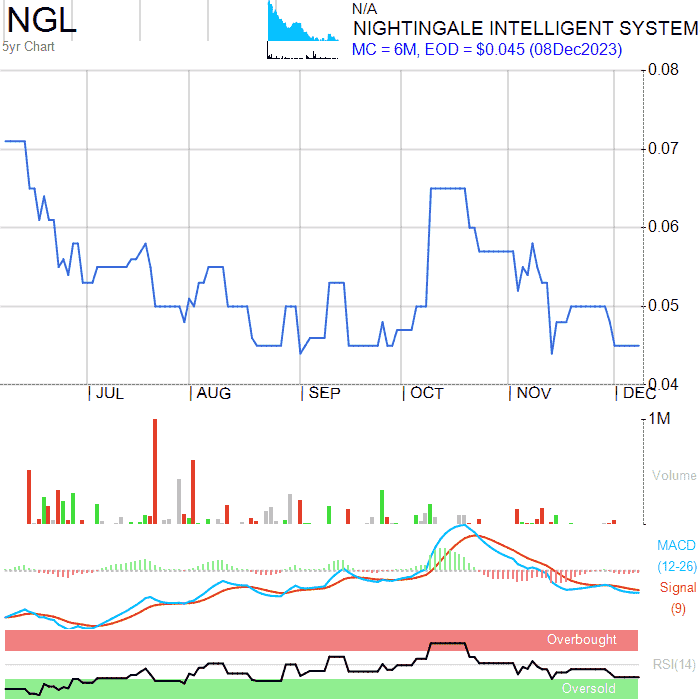 NGL
5yr Chart
N/A
NIGHTINGALE INTELLIGENT SYSTEM
MC = 6M, EOD = $0.045 (08Dec2023)
0.08
0.07
0.06
0.05
0.04
JUL AUG SEP OCT NOV DEC
1M
Volume
MACD
(12-26)
Signal
(9)
Overbought
RSI(14)
Oversold